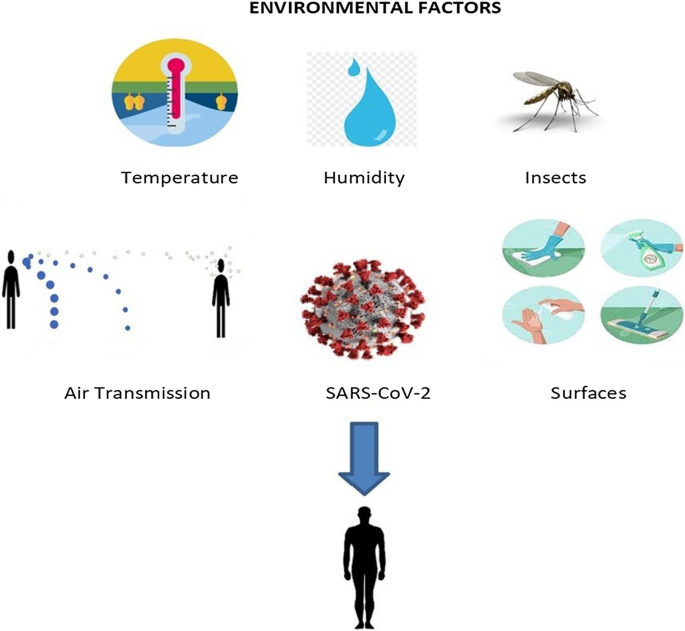 ENVIRONMENTAL FACTORS
Temperature
Humidity
Insects
Air Transmission
SARS-CoV-2
Surfaces